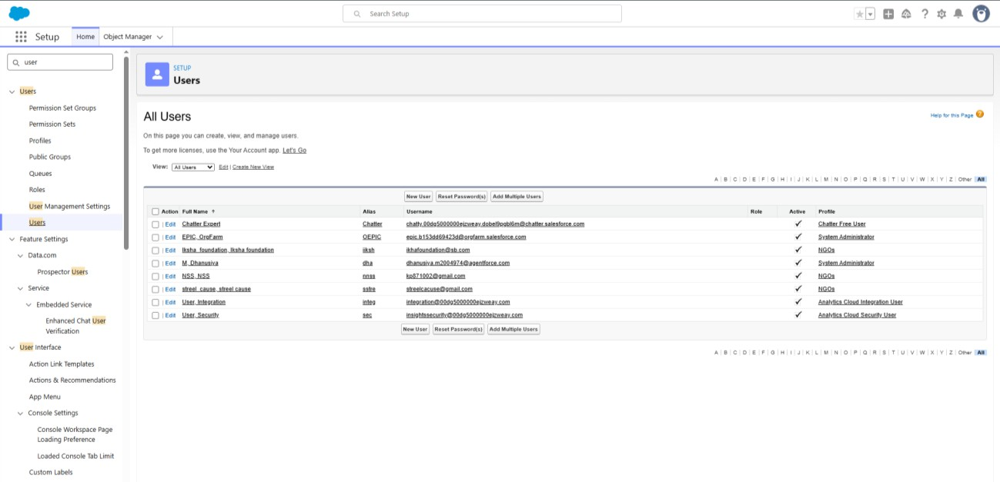 Search Setup
Setup
Home
Object Manager
user
Users
Permission Set Groups
Permission Sets
Profiles
Public Groups
Queues
Roles
User Management Settings
Users
Feature Settings
Data.com
Prospector Users
Service
Embedded Service
Enhanced Chat User
Verification
User Interface
Action Link Templates
Actions & Recommendations
App Menu
Console Settings
Console Workspace Page
Loading Preference
Loaded Console Tab Limit
Custom Labels
SETUP
Users
All Users
Help for this Page
On this page you can create, view, and manage users.
To get more licenses, use the Your Account app. Let's Go
View: All Users Edit | Create New View
A | B | C | D | E | F | G | H | I | J | K | L | M | N | O | P | Q | R | S | T | U | V | W | X | Y | Z | Other All
New User Reset Password(s) Add Multiple Users
Action Full Name ↑ Alias Username Role Active Profile
Edit Chatter Expert Chatter chatty.00dg5000000ejzweay.dobel9pgbl6m@chatter.salesforce.com Chatter Free User
Edit EPIC, OrgFarm OEPIC epic.b153dd69423d@orgfarm.salesforce.com System Administrator
Edit Iksha_foundation, Iksha foundation iiksh ikhafoundation@sb.com NGOs
Edit M, Dhanusiya dha dhanusiya.m2004974@agentforce.com System Administrator
Edit NSS, NSS nnss kp871002@gmail.com NGOs
Edit streel_cause, streel cause sstre streelcacuse@gmail.com NGOs
Edit User, Integration integ integration@00dg5000000ejzweay.com Analytics Cloud Integration User
Edit User, Security sec insightssecurity@00dg5000000ejzweay.com Analytics Cloud Security User
New User Reset Password(s) Add Multiple Users
A | B | C | D | E | F | G | H | I | J | K | L | M | N | O | P | Q | R | S | T | U | V | W | X | Y | Z | Other All